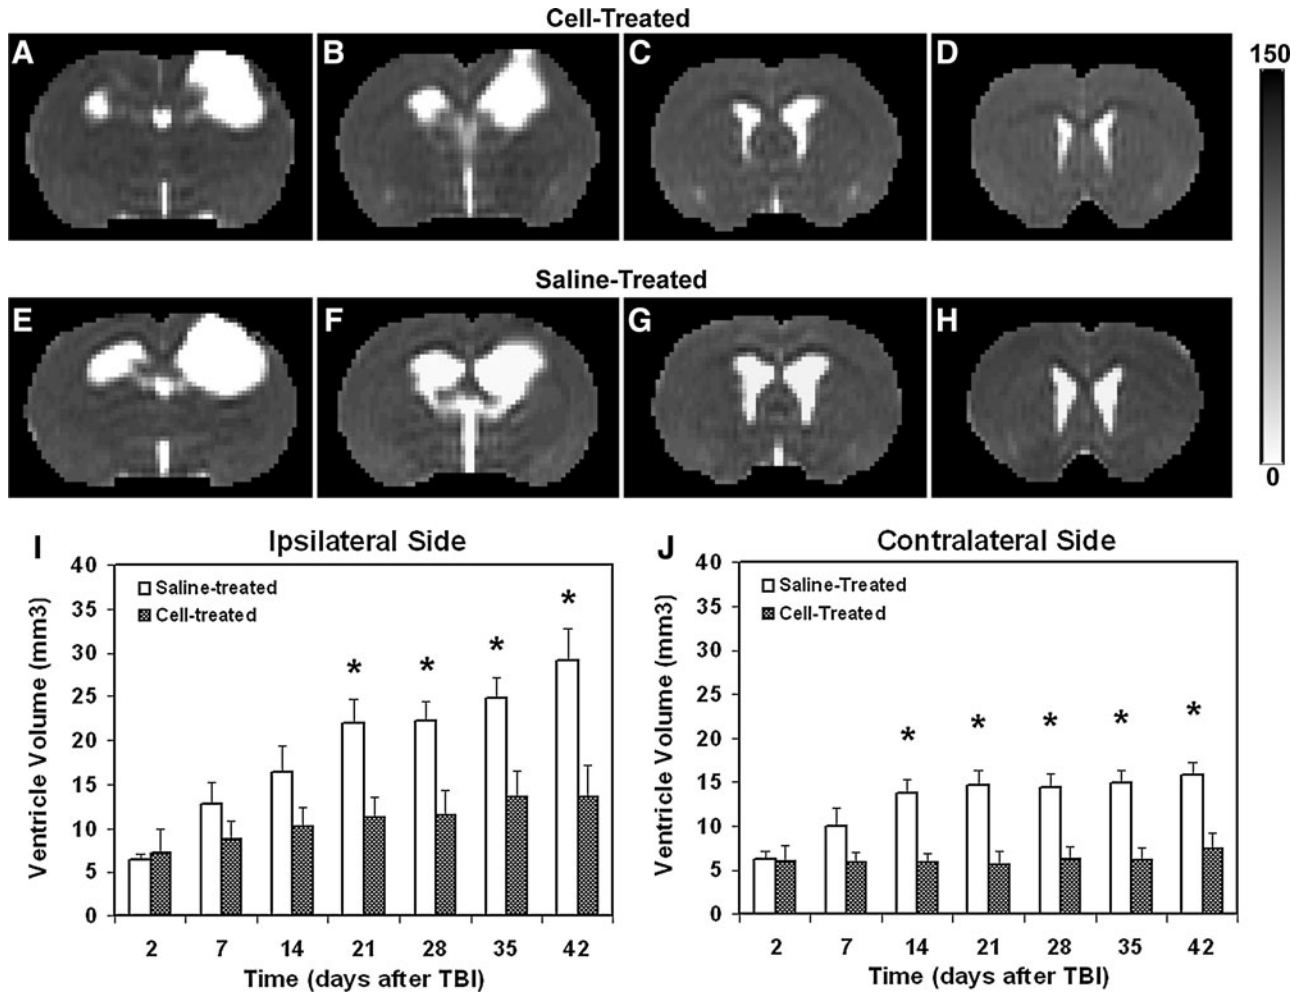 Cell-Treated
A B C D
150
Saline-Treated
E F G H
0
I Ipsilateral Side
40
35
30
25
20
15
10
5
0
Ventricle Volume (mm3)
Saline-treated
Cell-treated
* * * *
2 7 14 21 28 35 42
Time (days after TBI)
J Contralateral Side
40
35
30
25
20
15
10
5
0
Ventricle Volume (mm3)
Saline-Treated
Cell-Treated
* * * * *
2 7 14 21 28 35 42
Time (days after TBI)